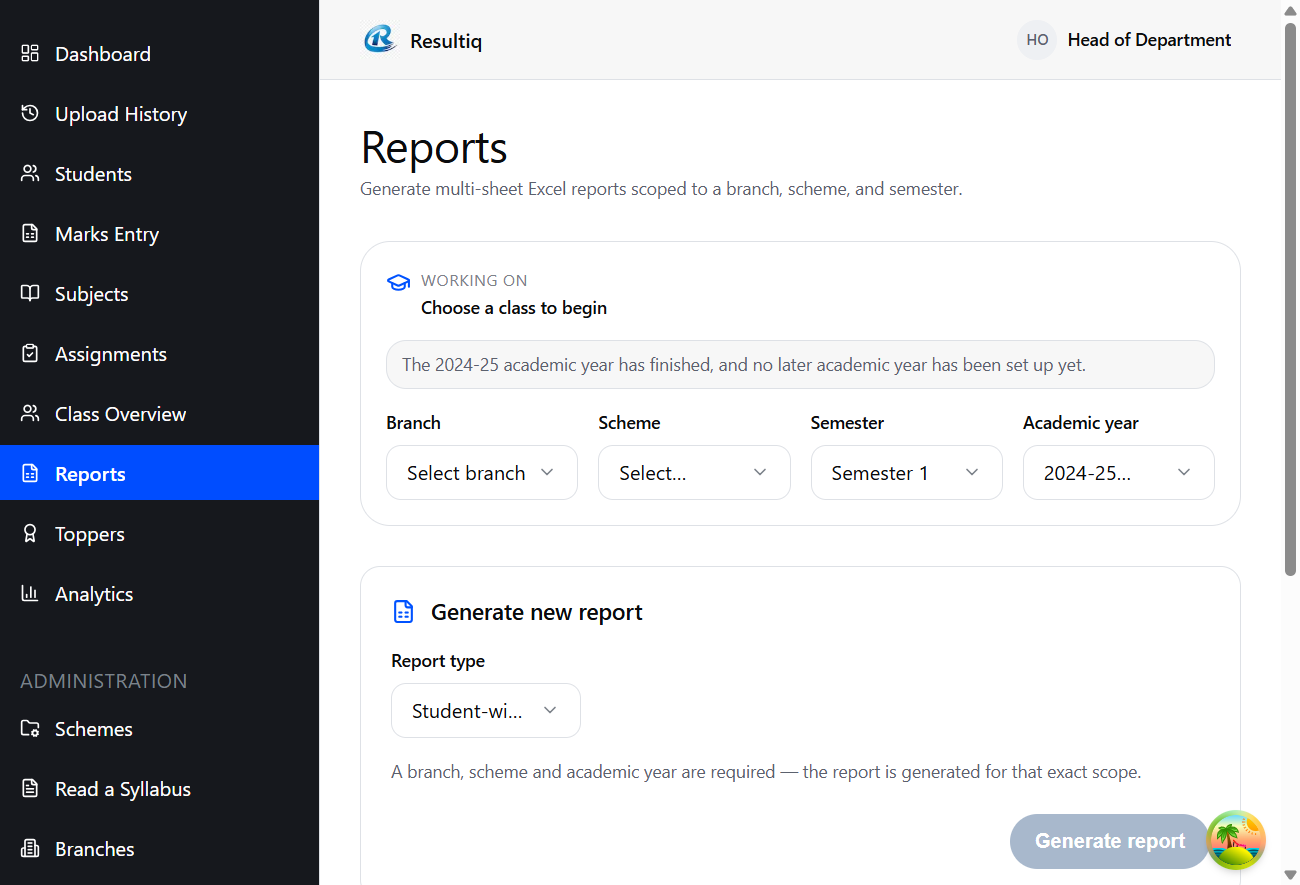 Dashboard
Upload History
Students
Marks Entry
Subjects
Assignments
Class Overview
Reports
Toppers
Analytics
ADMINISTRATION
Schemes
Read a Syllabus
Branches
Resultiq
HO Head of Department
Reports
Generate multi-sheet Excel reports scoped to a branch, scheme, and semester.
WORKING ON
Choose a class to begin
The 2024-25 academic year has finished, and no later academic year has been set up yet.
Branch Scheme Semester Academic year
Select branch Select... Semester 1 2024-25...
Generate new report
Report type
Student-wi...
A branch, scheme and academic year are required — the report is generated for that exact scope.
Generate report